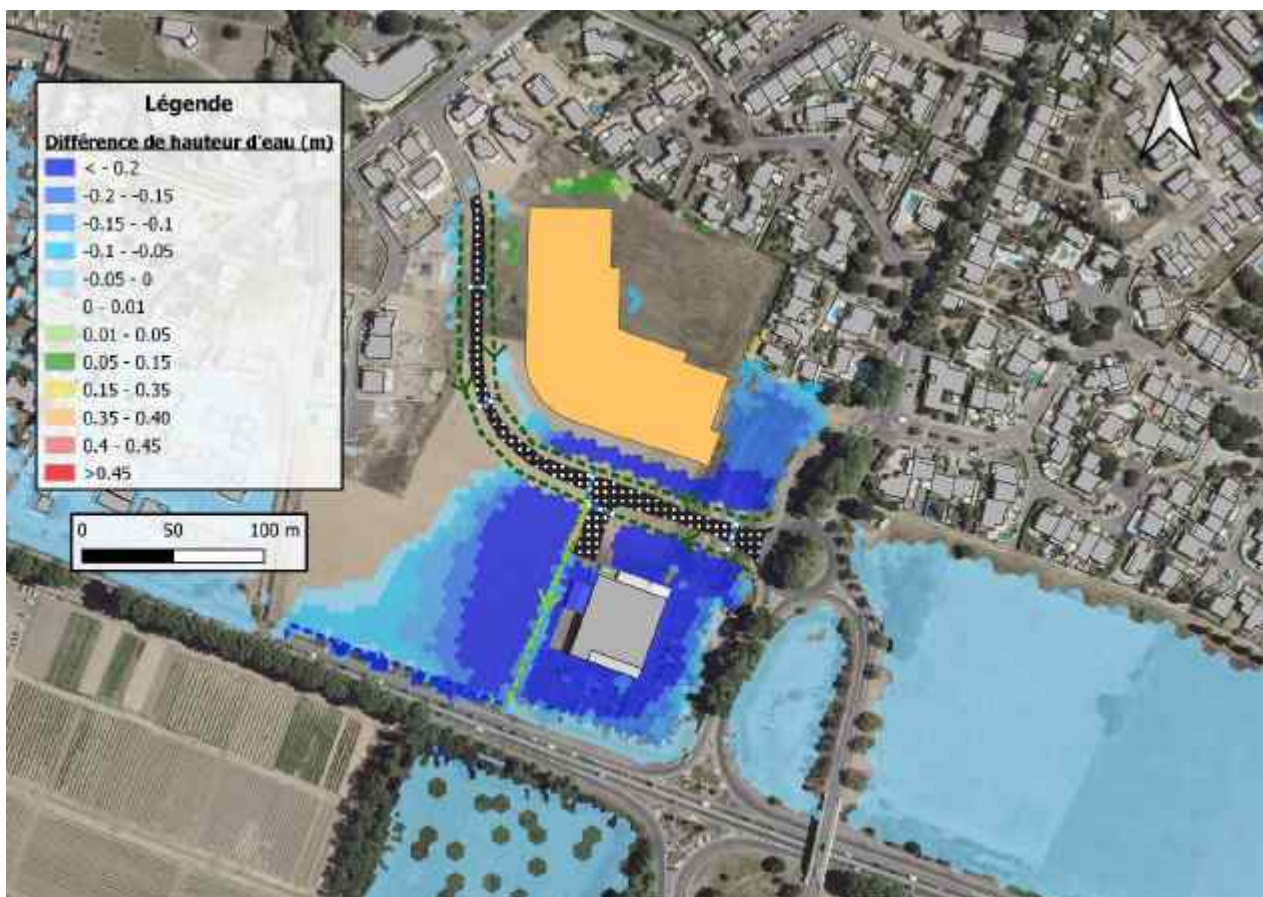 Légende
Différence de hauteur d'eau (m)
< - 0.2
-0.2 - -0.15
-0.15 - -0.1
-0.1 - -0.05
-0.05 - 0
0 - 0.01
0.01 - 0.05
0.05 - 0.15
0.15 - 0.35
0.35 - 0.40
0.4 - 0.45
>0.45
0 50 100 m